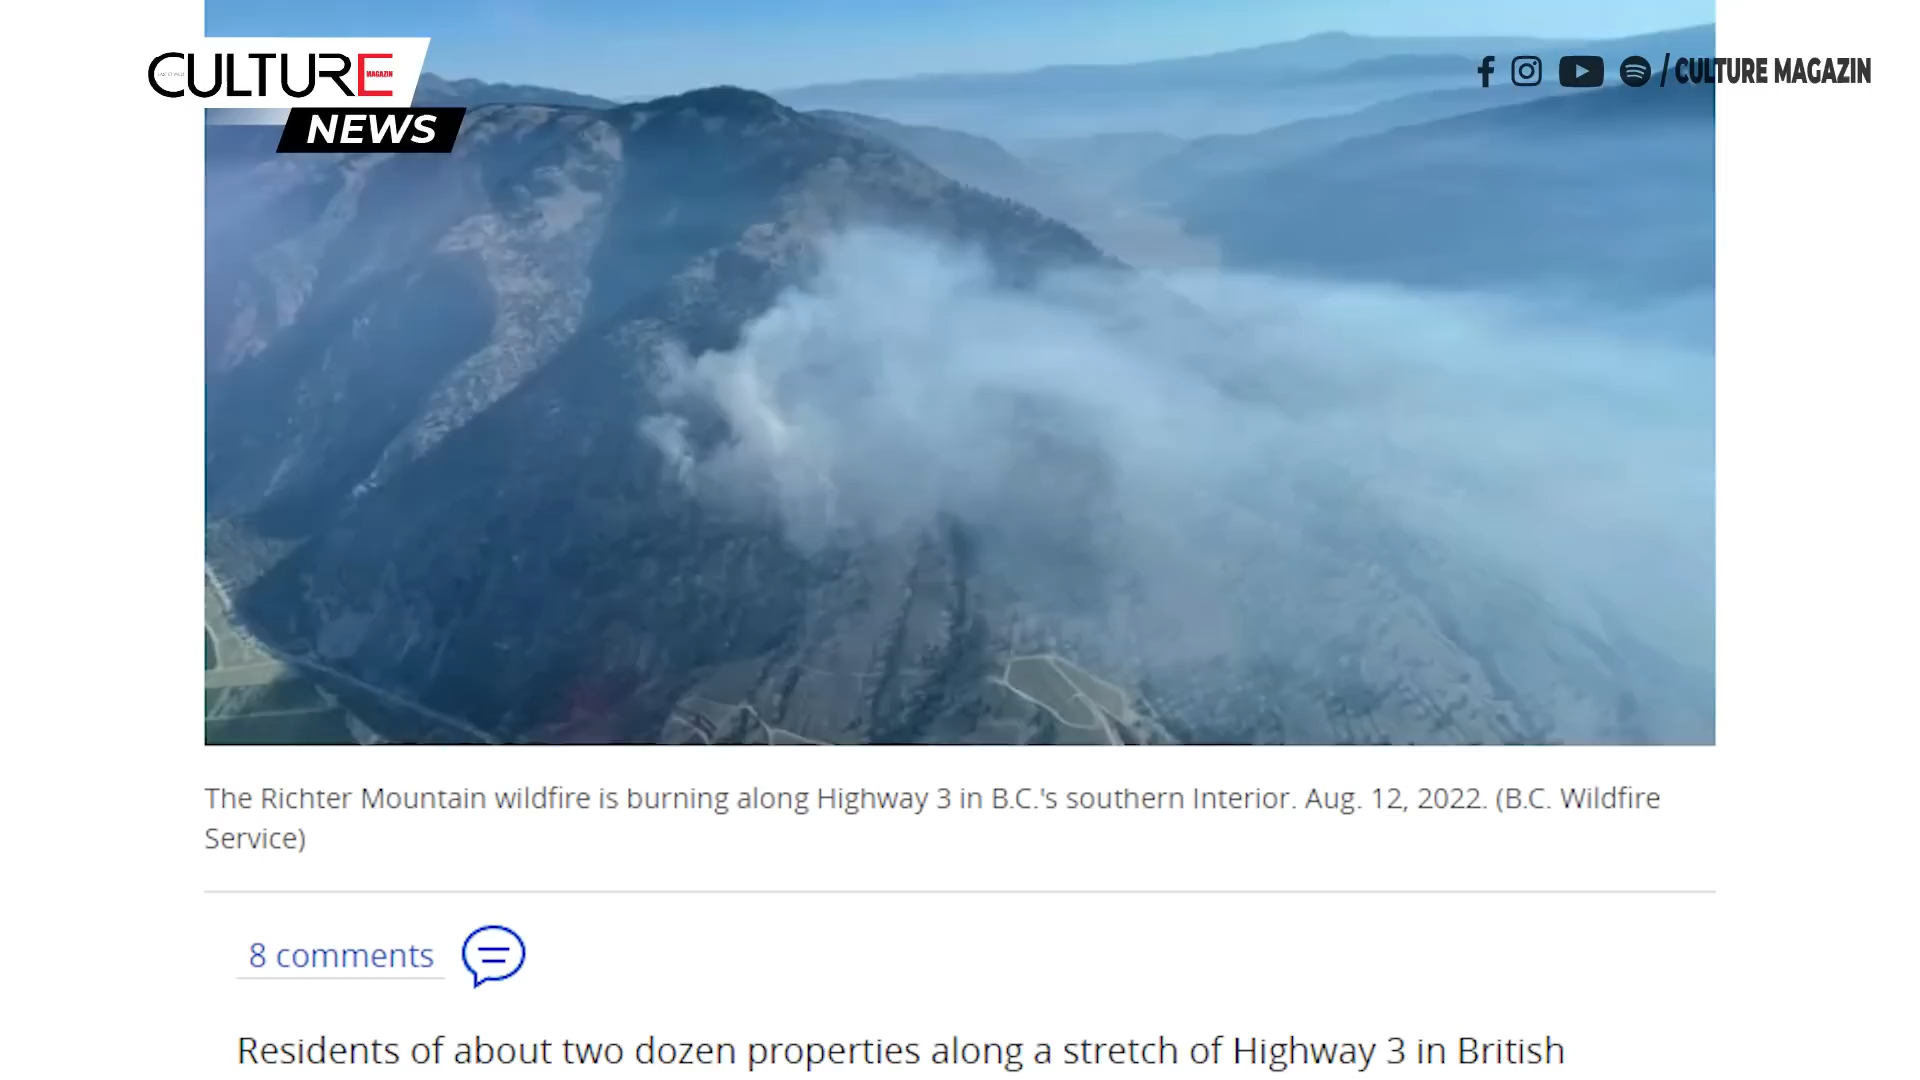 CULTURE
MAGAZIN
NEWS
/ CULTURE MAGAZIN
The Richter Mountain wildfire is burning along Highway 3 in B.C.'s southern Interior. Aug. 12, 2022. (B.C. Wildfire
Service)
8 comments
Residents of about two dozen properties along a stretch of Highway 3 in British